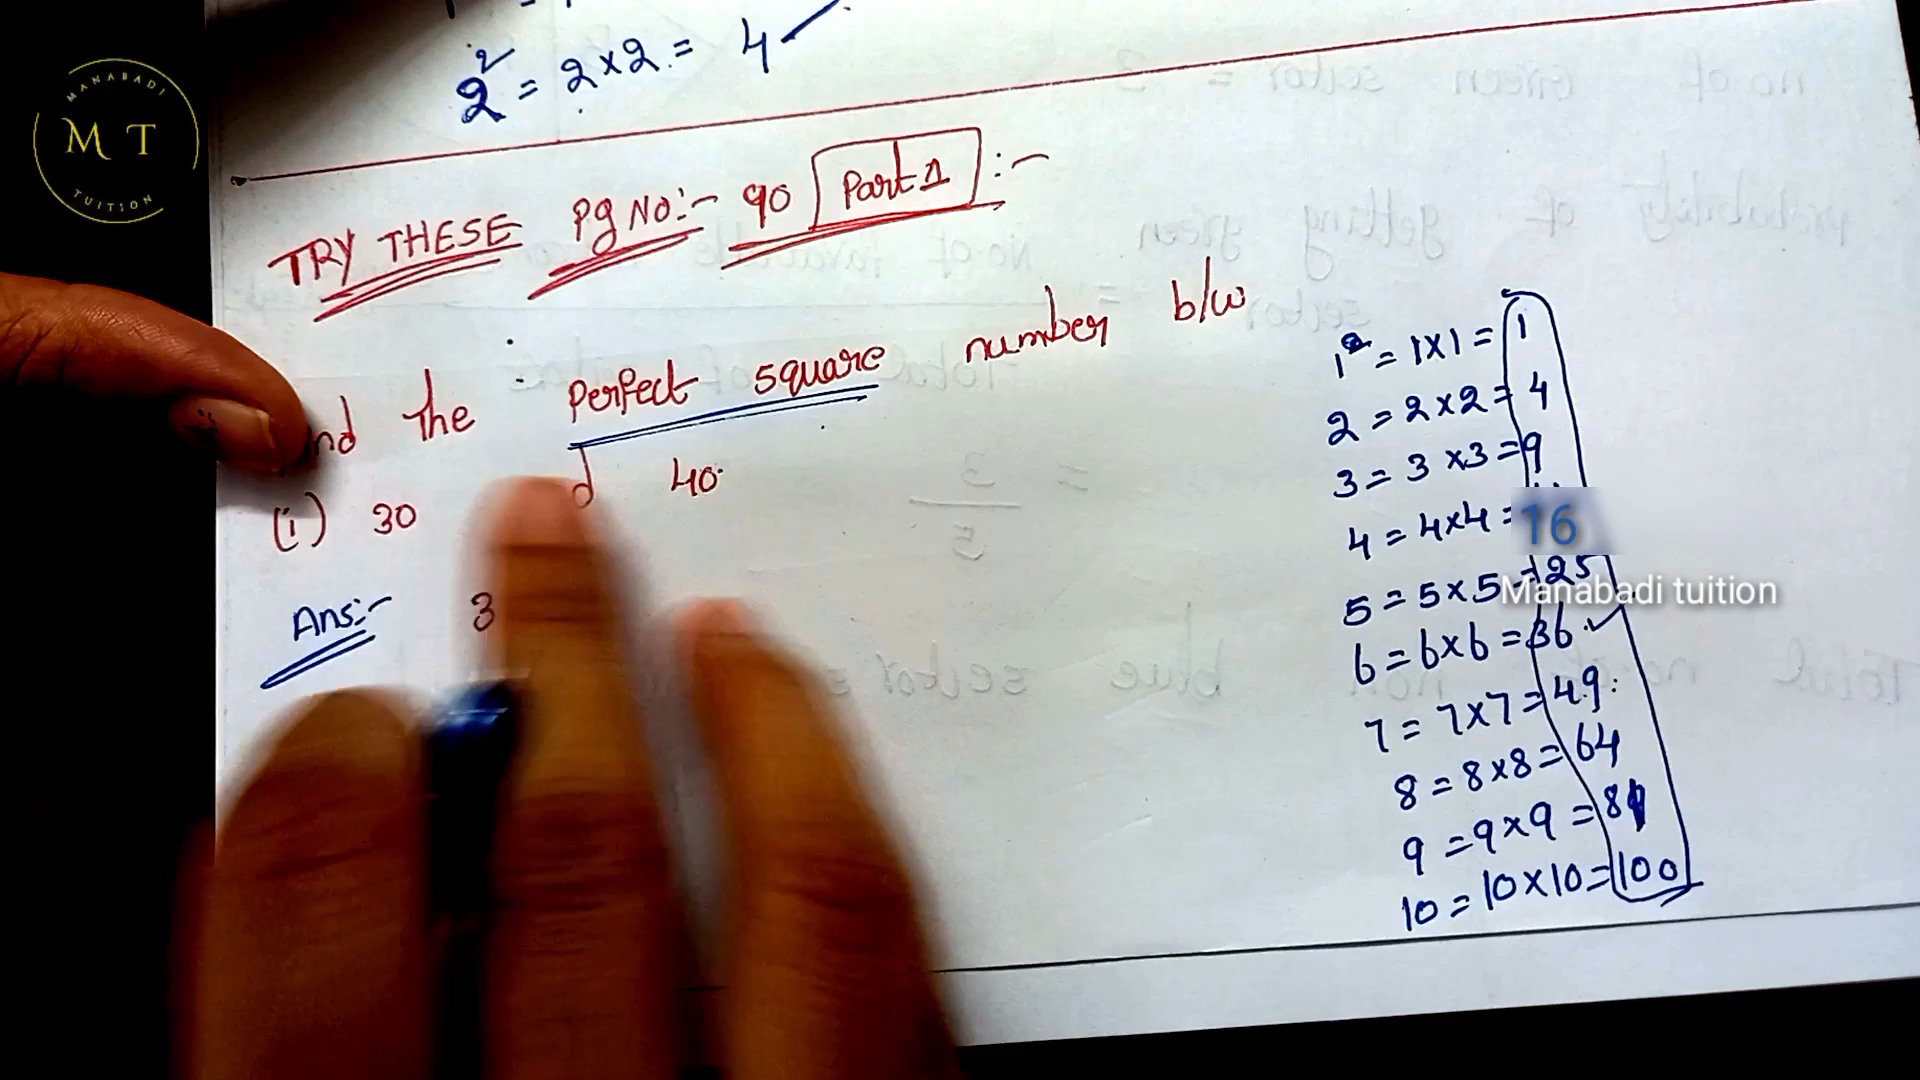 2² = 2×2 = 4
MANABADI
M T
TUITION
TRY THESE Pg No:- 90 Part 1 :-
the perfect square number b/w
(i) 30 40
Ans:- 3
1² = 1×1 = 1
2 = 2×2 = 4
3 = 3×3 = 9
4 = 4×4 = 16
5 = 5×5 = 25
Manabadi tuition
6 = 6×6 = 36 ✓
7 = 7×7 = 49
8 = 8×8 = 64
9 = 9×9 = 81
10 = 10×10 = 100